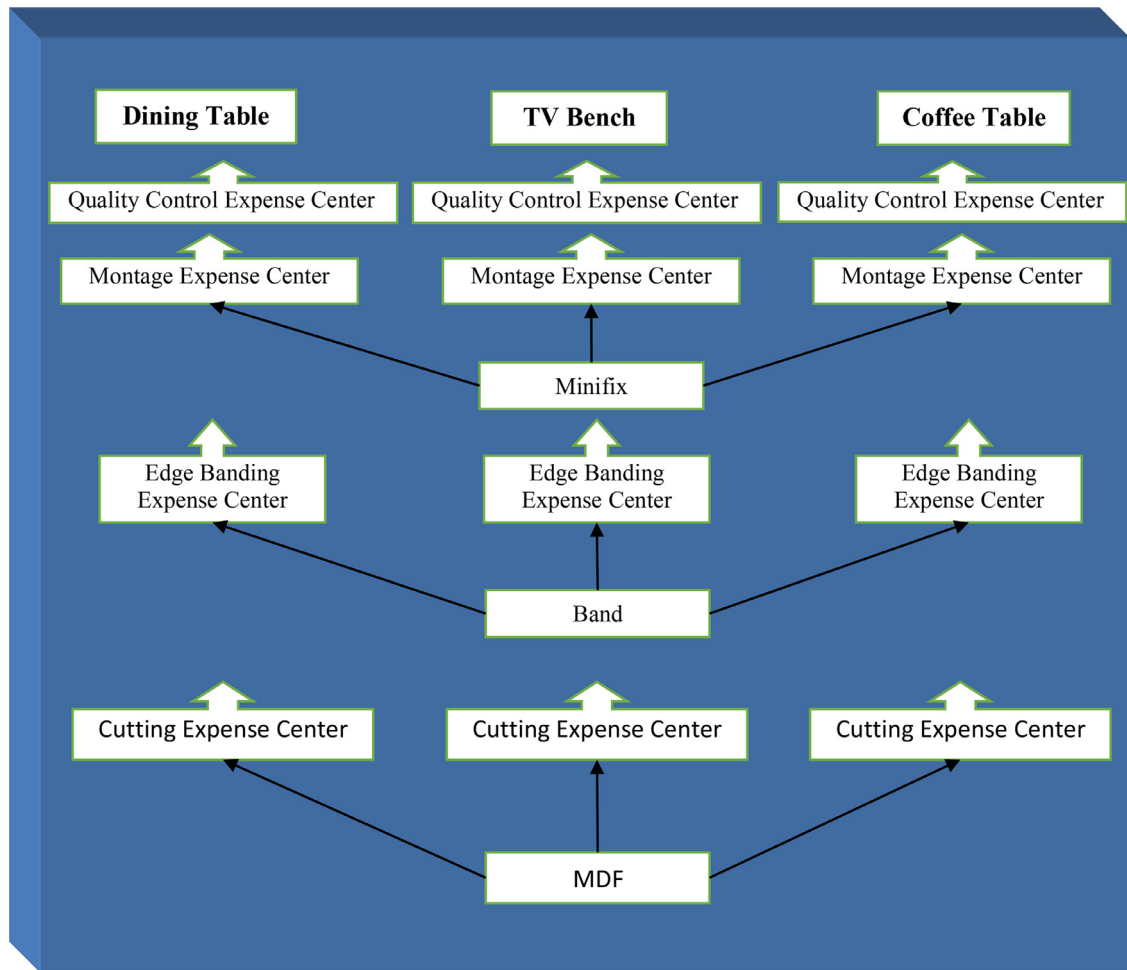 Dining Table
TV Bench
Coffee Table
Quality Control Expense Center
Quality Control Expense Center
Quality Control Expense Center
Montage Expense Center
Montage Expense Center
Montage Expense Center
Minifix
Edge Banding
Expense Center
Edge Banding
Expense Center
Edge Banding
Expense Center
Band
Cutting Expense Center
Cutting Expense Center
Cutting Expense Center
MDF